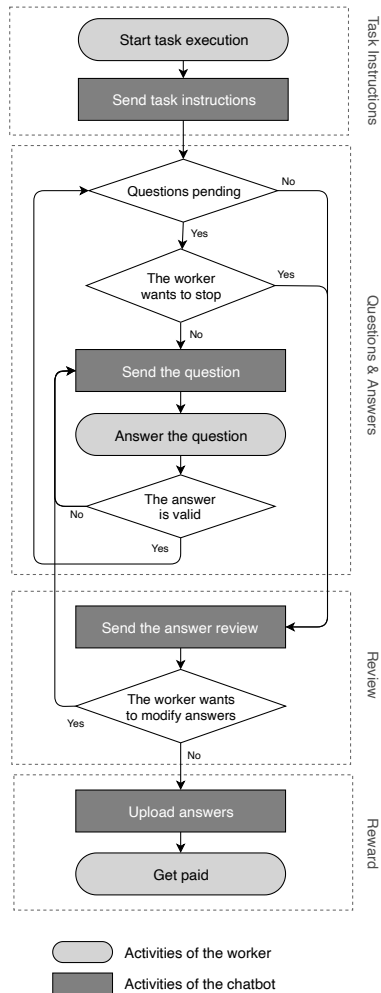 Start task execution
Send task instructions
Task Instructions
Questions pending
No
Yes
The worker
wants to stop
Yes
No
Send the question
Answer the question
The answer
is valid
No
Yes
Questions & Answers
Send the answer review
The worker wants
to modify answers
Yes
No
Review
Upload answers
Get paid
Reward
Activities of the worker
Activities of the chatbot